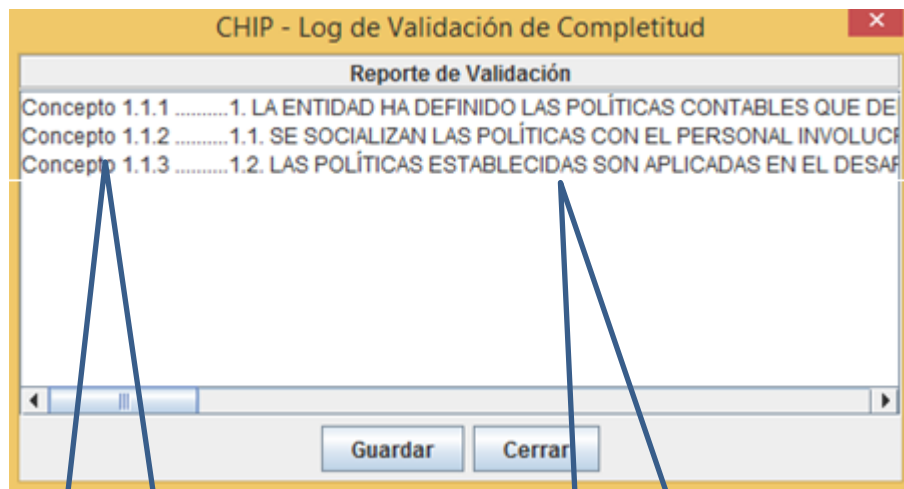 CHIP - Log de Validación de Completitud
Reporte de Validación
Concepto 1.1.1 ..........1. LA ENTIDAD HA DEFINIDO LAS POLÍTICAS CONTABLES QUE DE
Concepto 1.1.2 ..........1.1. SE SOCIALIZAN LAS POLÍTICAS CON EL PERSONAL
Concepto 1.1.3 ..........1.2. LAS POLÍTICAS ESTABLECIDAS SON APLICADAS EN EL
Guardar Cerrar